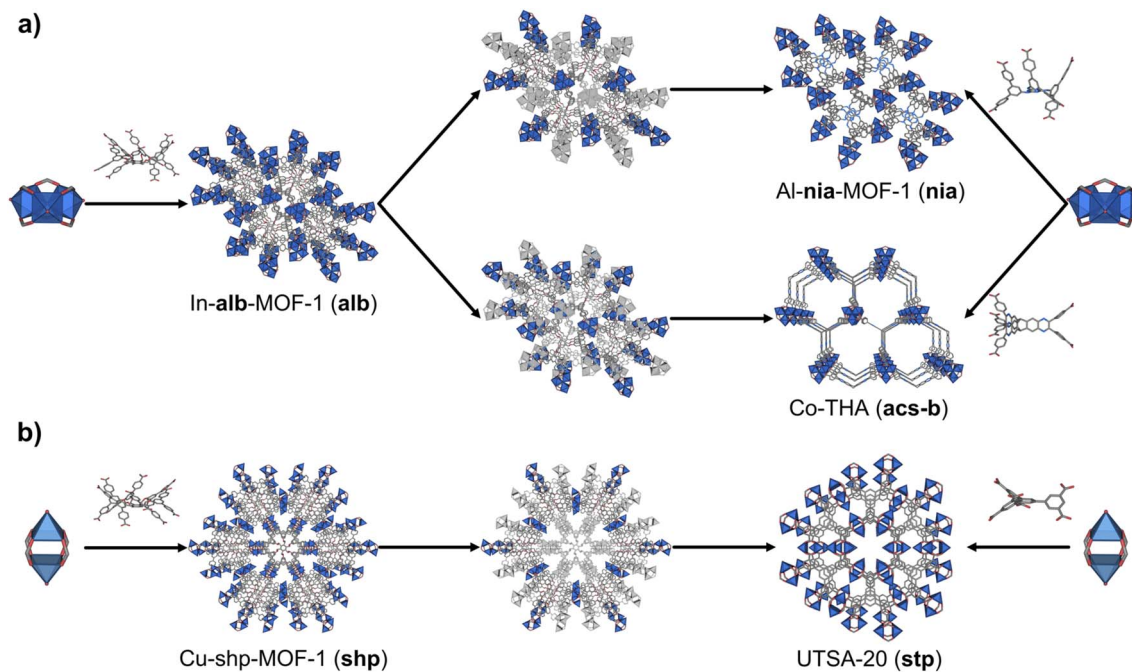 a)
Al-nia-MOF-1 (nia)
In-alb-MOF-1 (alb)
Co-THA (acs-b)
b)
Cu-shp-MOF-1 (shp)
UTSA-20 (stp)